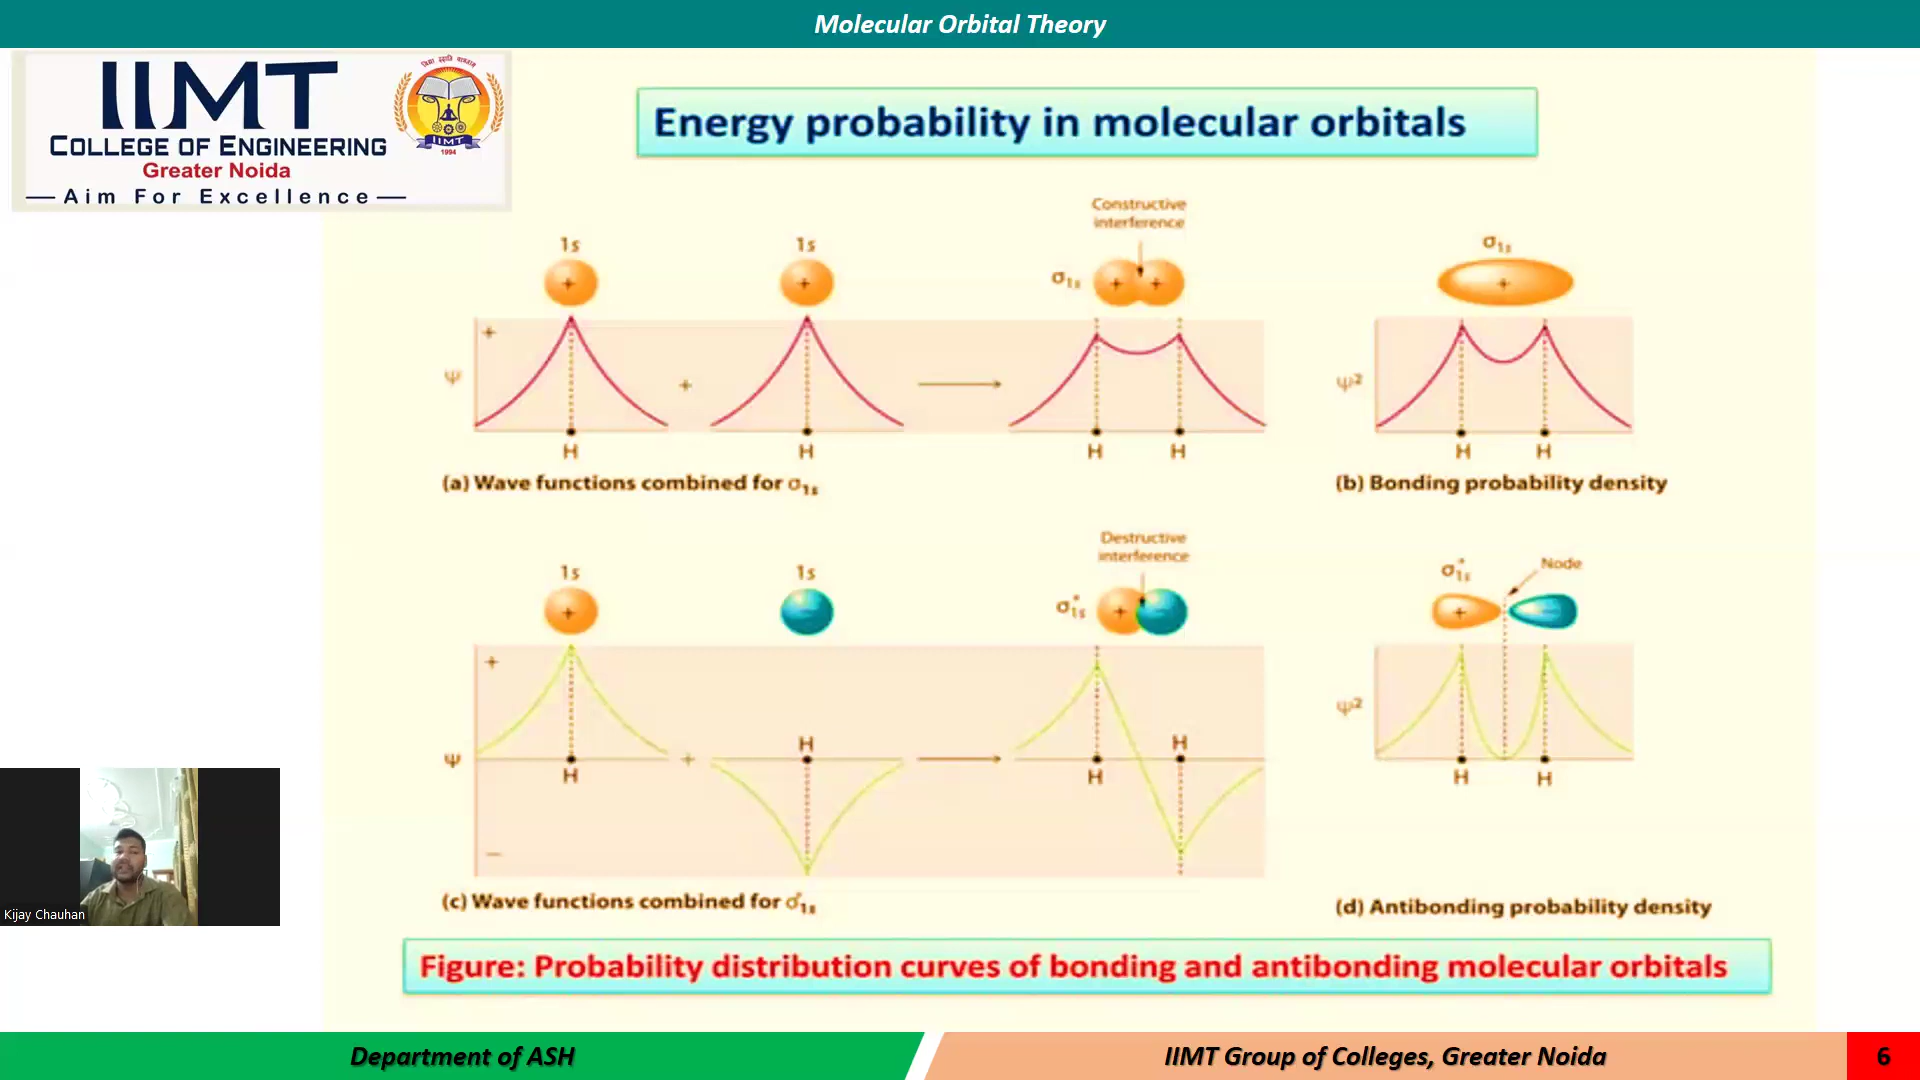 Molecular Orbital Theory
IIMT
COLLEGE OF ENGINEERING
Greater Noida
Aim For Excellence
IIMT
1994
Energy probability in molecular orbitals
Constructive
interference
1s
1s
σ1s
σ1s
+
+
+
+
+
+
Ψ
+
Ψ²
H
H
H
H
H
H
(a) Wave functions combined for σ1s
(b) Bonding probability density
Destructive
interference
Node
1s
1s
σ*1s
σ*1s
+
+
+
+
Ψ
+
Ψ²
H
H
H
H
H
H
−
(c) Wave functions combined for σ*1s
(d) Antibonding probability density
Kijay Chauhan
Figure: Probability distribution curves of bonding and antibonding molecular orbitals
Department of ASH
IIMT Group of Colleges, Greater Noida
6